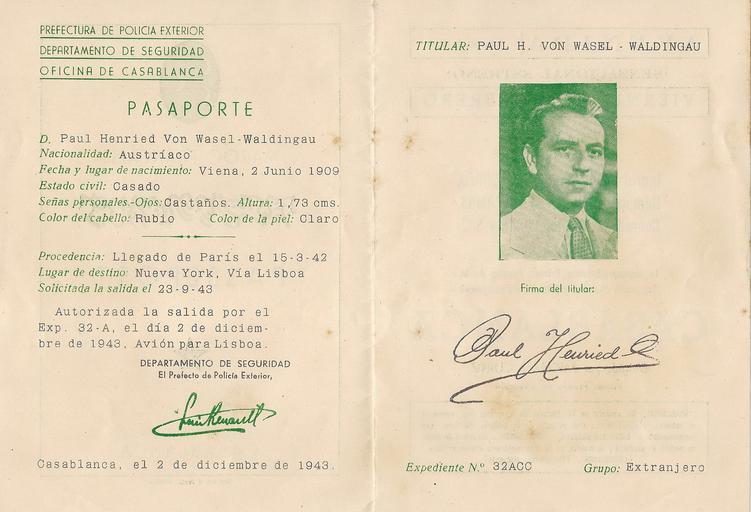 PREFECTURA DE POLICIA EXTERIOR
DEPARTAMENTO DE SEGURIDAD
OFICINA DE CASABLANCA
PASAPORTE
D. Paul Henried Von Wasel-Waldingau
Nacionalidad: Austríaco
Fecha y lugar de nacimiento: Viena, 2 Junio 1909
Estado civil: Casado
Señas personales.-Ojos: Castaños. Altura: 1,73 cms.
Color del cabello: Rubio Color de la piel: Claro
Procedencia: Llegado de París el 15-3-42
Lugar de destino: Nueva York, Vía Lisboa
Solicitada la salida el 23-9-43
Autorizada la salida por el
Exp. 32-A, el día 2 de diciem-
bre de 1943. Avión para Lisboa.
DEPARTAMENTO DE SEGURIDAD
El Prefecto de Policía Exterior,
Luis Renault
Casablanca, el 2 de diciembre de 1943.
TITULAR: PAUL H. VON WASEL - WALDINGAU
Firma del titular:
Paul Henried
Expediente N.º 32ACC Grupo: Extranjero